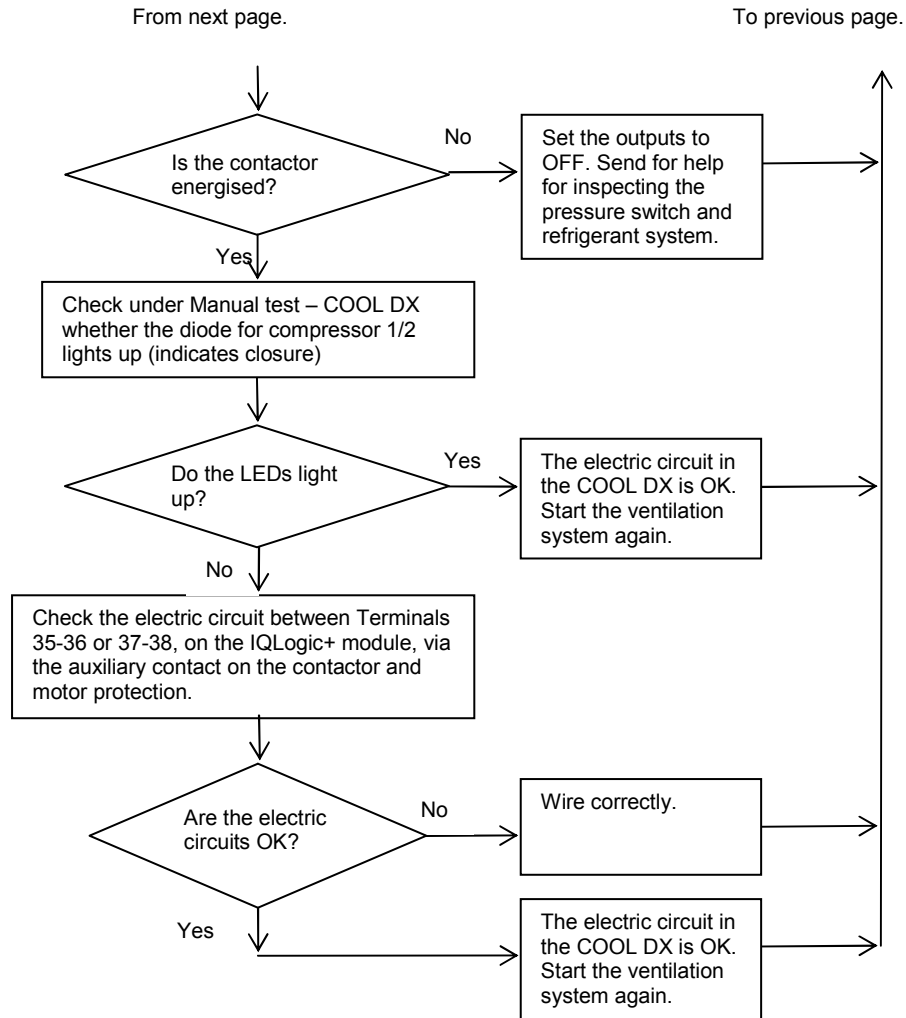 From next page.
To previous page.
Is the contactor
energised?
No
Set the outputs to
OFF. Send for help
for inspecting the
pressure switch and
refrigerant system.
Yes
Check under Manual test – COOL DX
whether the diode for compressor 1/2
lights up (indicates closure)
Do the LEDs light
up?
Yes
The electric circuit in
the COOL DX is OK.
Start the ventilation
system again.
No
Check the electric circuit between Terminals
35-36 or 37-38, on the IQLogic+ module, via
the auxiliary contact on the contactor and
motor protection.
Are the electric
circuits OK?
No
Wire correctly.
Yes
The electric circuit in
the COOL DX is OK.
Start the ventilation
system again.